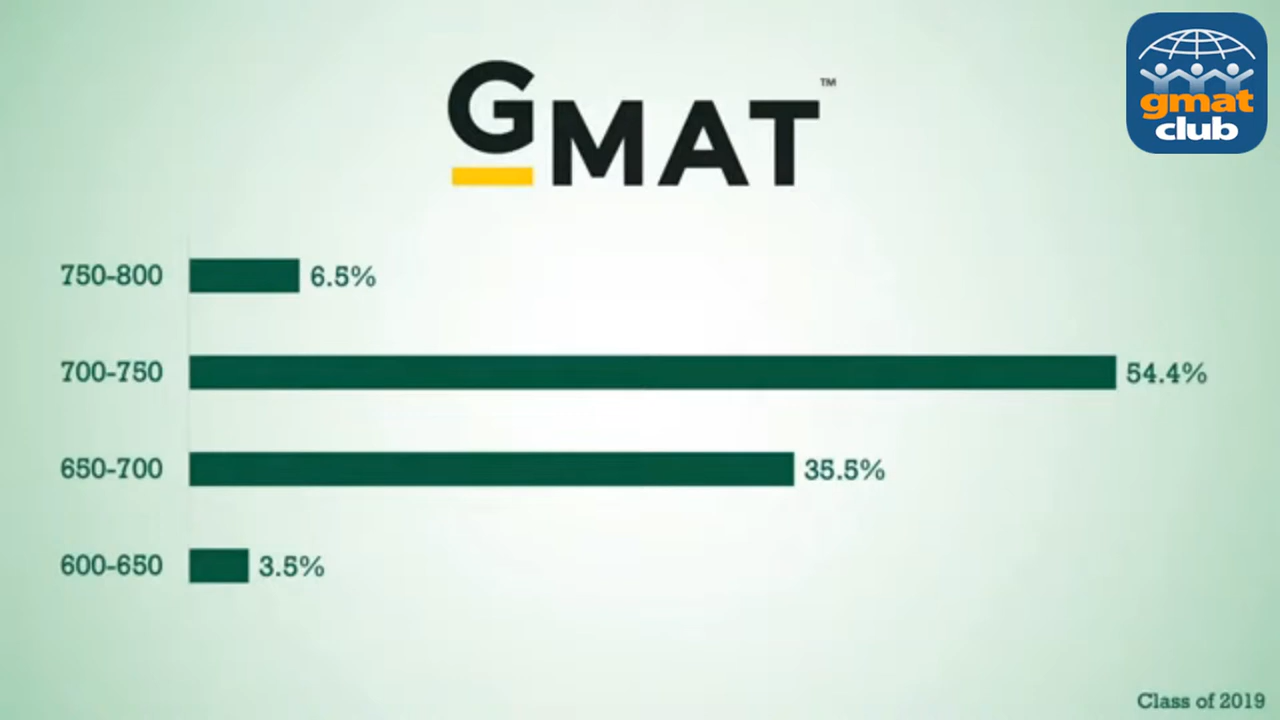 GMAT™
gmat
club
750-800 6.5%
700-750 54.4%
650-700 35.5%
600-650 3.5%
Class of 2019